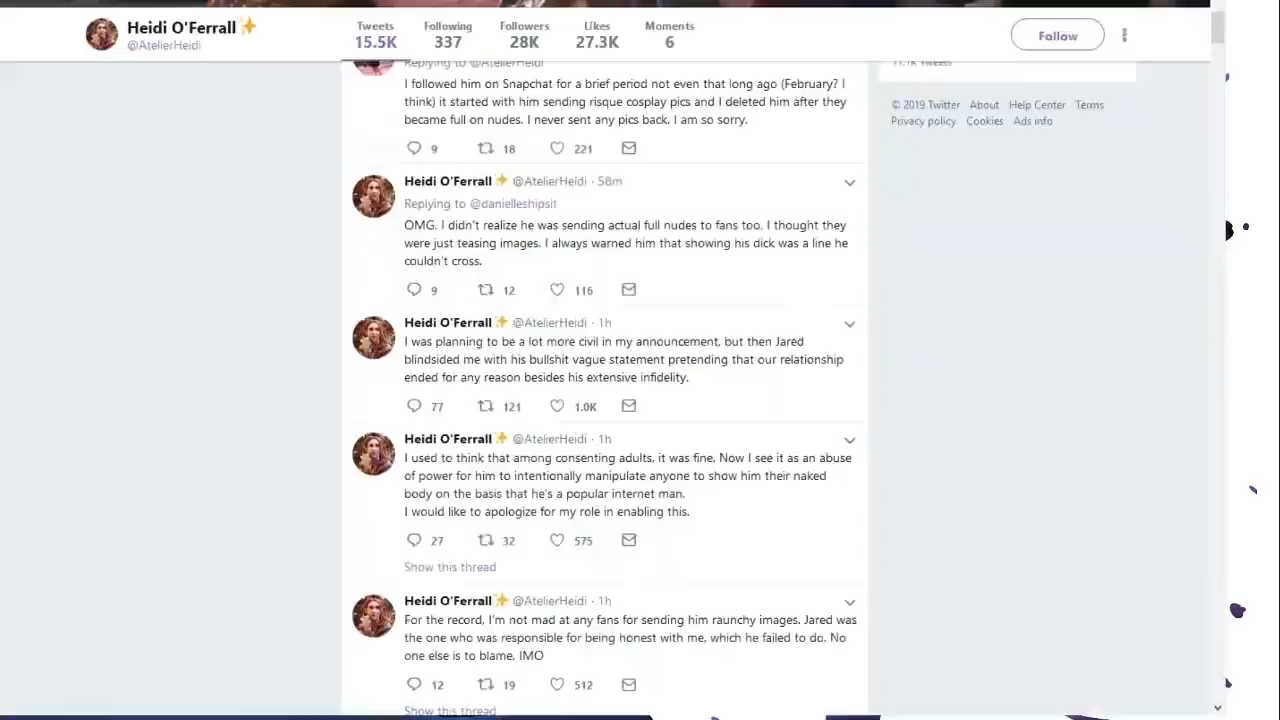 Heidi O'Ferrall✨
@AtelierHeidi
Tweets
15.5K
Following
337
Followers
28K
Likes
27.3K
Moments
6
Follow
Replying to @AtelierHeidi
I followed him on Snapchat for a brief period not even that long ago (February? I
think) it started with him sending risque cosplay pics and I deleted him after they
became full on nudes. I never sent any pics back. I am so sorry.
9 18 221
Heidi O'Ferrall✨ @AtelierHeidi · 58m
Replying to @danielleshipsit
OMG. I didn't realize he was sending actual full nudes to fans too. I thought they
were just teasing images. I always warned him that showing his dick was a line he
couldn't cross.
9 12 116
Heidi O'Ferrall✨ @AtelierHeidi · 1h
I was planning to be a lot more civil in my announcement, but then Jared
blindsided me with his bullshit vague statement pretending that our relationship
ended for any reason besides his extensive infidelity.
77 121 1.0K
Heidi O'Ferrall✨ @AtelierHeidi · 1h
I used to think that among consenting adults, it was fine. Now I see it as an abuse
of power for him to intentionally manipulate anyone to show him their naked
body on the basis that he's a popular internet man.
I would like to apologize for my role in enabling this.
27 32 575
Show this thread
Heidi O'Ferrall✨ @AtelierHeidi · 1h
For the record, I'm not mad at any fans for sending him raunchy images. Jared was
the one who was responsible for being honest with me, which he failed to do. No
one else is to blame, IMO
12 19 512
Show this thread
Tweets
© 2019 Twitter About Help Center Terms
Privacy policy Cookies Ads info